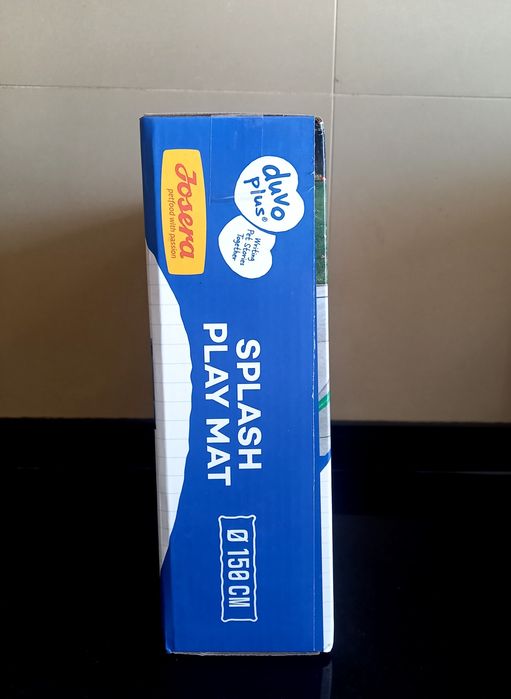 Josera
petfood with passion
duvo
plus®
Writing
Pet Stories
Together
SPLASH
PLAY MAT
Ø 150 CM